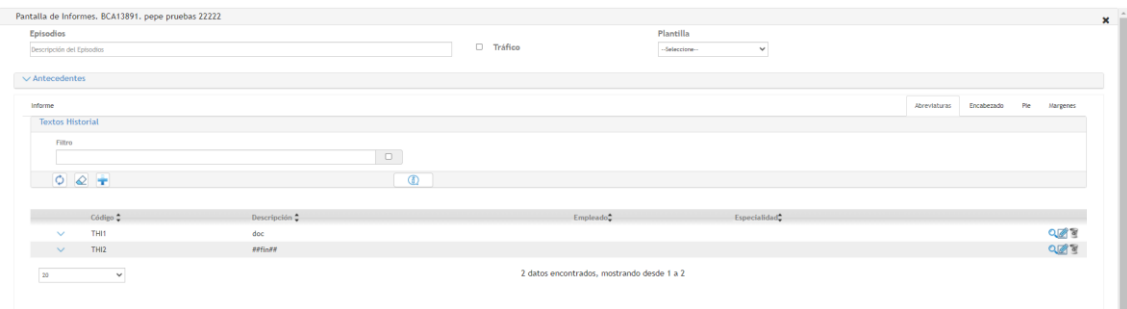 Pantalla de Informes. BCA13891. pepe pruebas 22222
Episodios
Plantilla
Descripción del Episodios
Tráfico
--Seleccione--
Antecedentes
Informe
Abreviaturas Encabezado Pie Margenes
Textos Historial
Filtro
Código Descripción Empleado Especialidad
THI1 doc
THI2 ##fin##
20
2 datos encontrados, mostrando desde 1 a 2